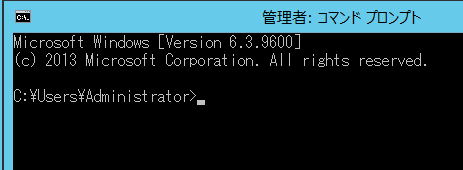 管理者: コマンド プロンプト
Microsoft Windows [Version 6.3.9600]
(c) 2013 Microsoft Corporation. All rights reserved.
C:¥Users¥Administrator>